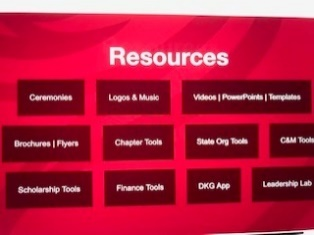 Resources
Ceremonies
Logos & Music
Videos | PowerPoints | Templates
Brochures | Flyers
Chapter Tools
State Org Tools
C&M Tools
Scholarship Tools
Finance Tools
DKG App
Leadership Lab